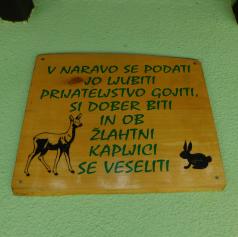 V NARAVO SE PODATI
JO LJUBITI
PRIJATELJSTVO GOJITI,
SI DOBER BITI
IN OB
ŽLAHTNI
KAPLJICI
SE VESELITI